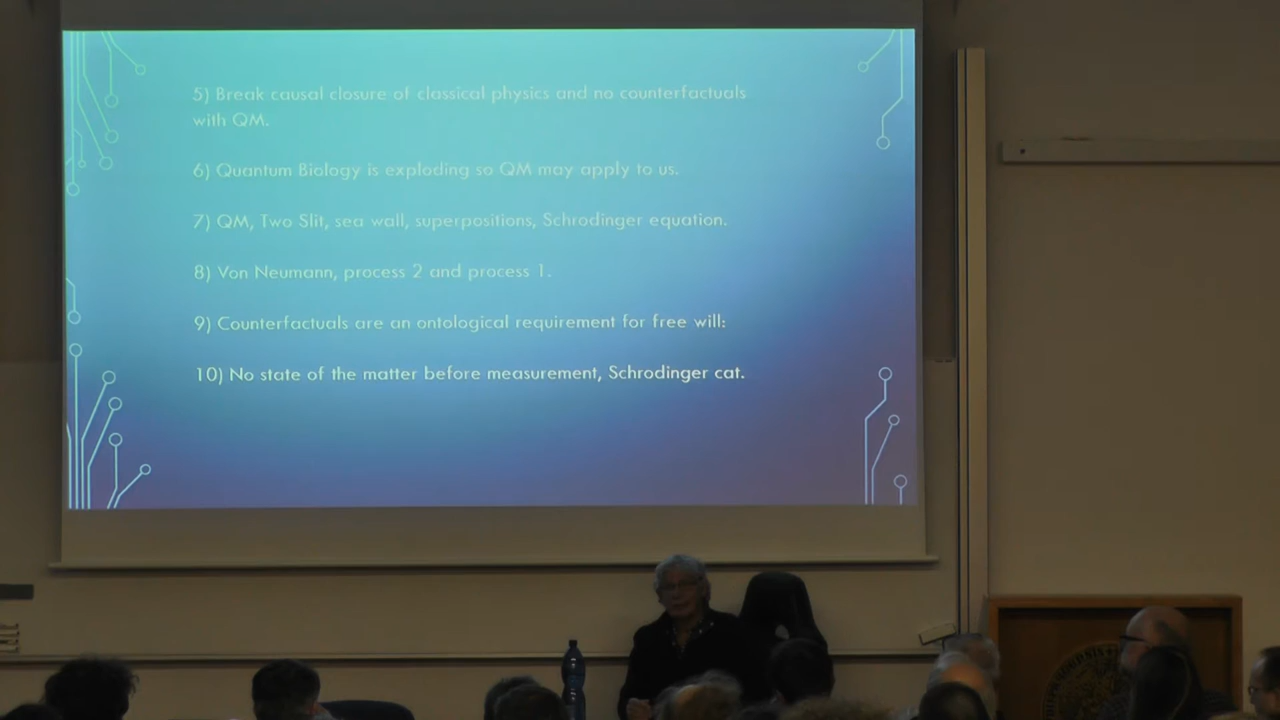 5) Break causal closure of classical physics and no counterfactuals
with QM.
6) Quantum Biology is exploding so QM may apply to us.
7) QM, Two Slit, sea wall, superpositions, Schrodinger equation.
8) Von Neumann, process 2 and process 1.
9) Counterfactuals are an ontological requirement for free will:
10) No state of the matter before measurement, Schrodinger cat.